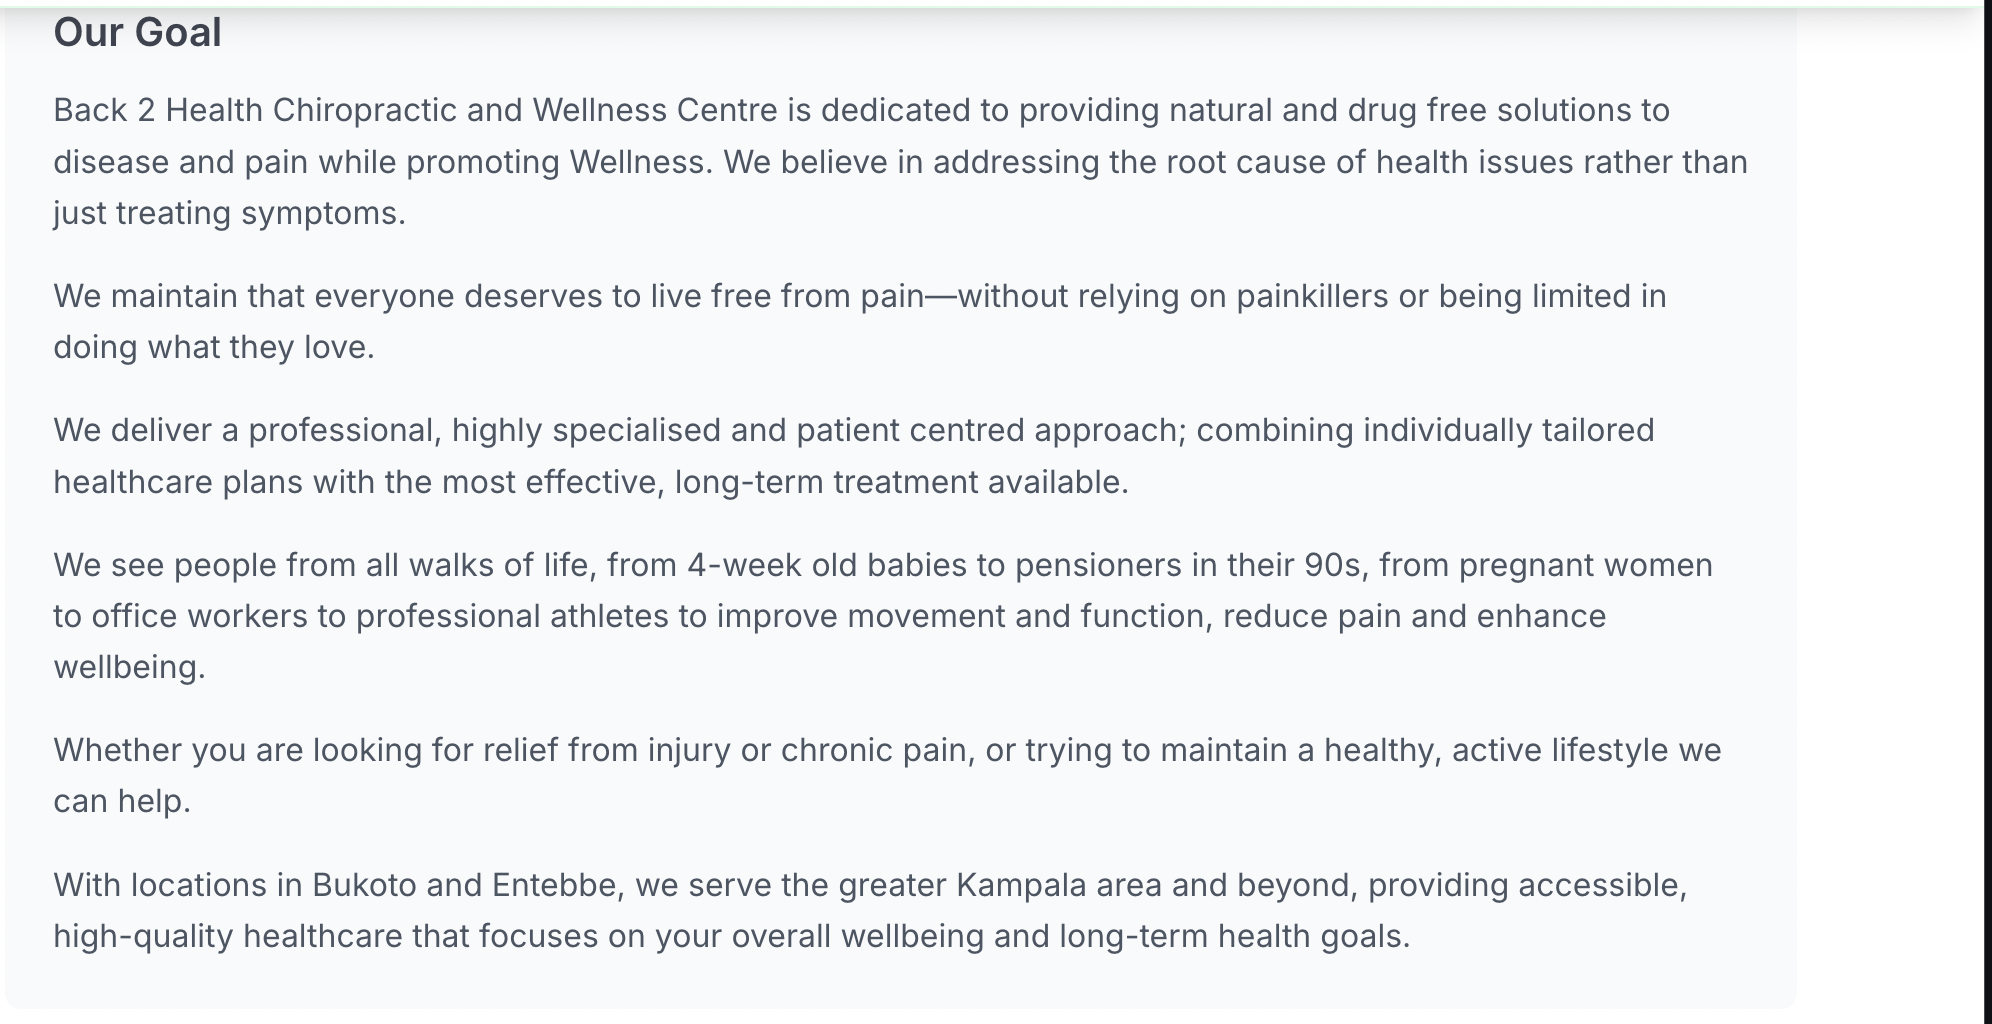 Our Goal
Back 2 Health Chiropractic and Wellness Centre is dedicated to providing natural and drug free solutions to
disease and pain while promoting Wellness. We believe in addressing the root cause of health issues rather than
just treating symptoms.
We maintain that everyone deserves to live free from pain—without relying on painkillers or being limited in
doing what they love.
We deliver a professional, highly specialised and patient centred approach; combining individually tailored
healthcare plans with the most effective, long-term treatment available.
We see people from all walks of life, from 4-week old babies to pensioners in their 90s, from pregnant women
to office workers to professional athletes to improve movement and function, reduce pain and enhance
wellbeing.
Whether you are looking for relief from injury or chronic pain, or trying to maintain a healthy, active lifestyle we
can help.
With locations in Bukoto and Entebbe, we serve the greater Kampala area and beyond, providing accessible,
high-quality healthcare that focuses on your overall wellbeing and long-term health goals.